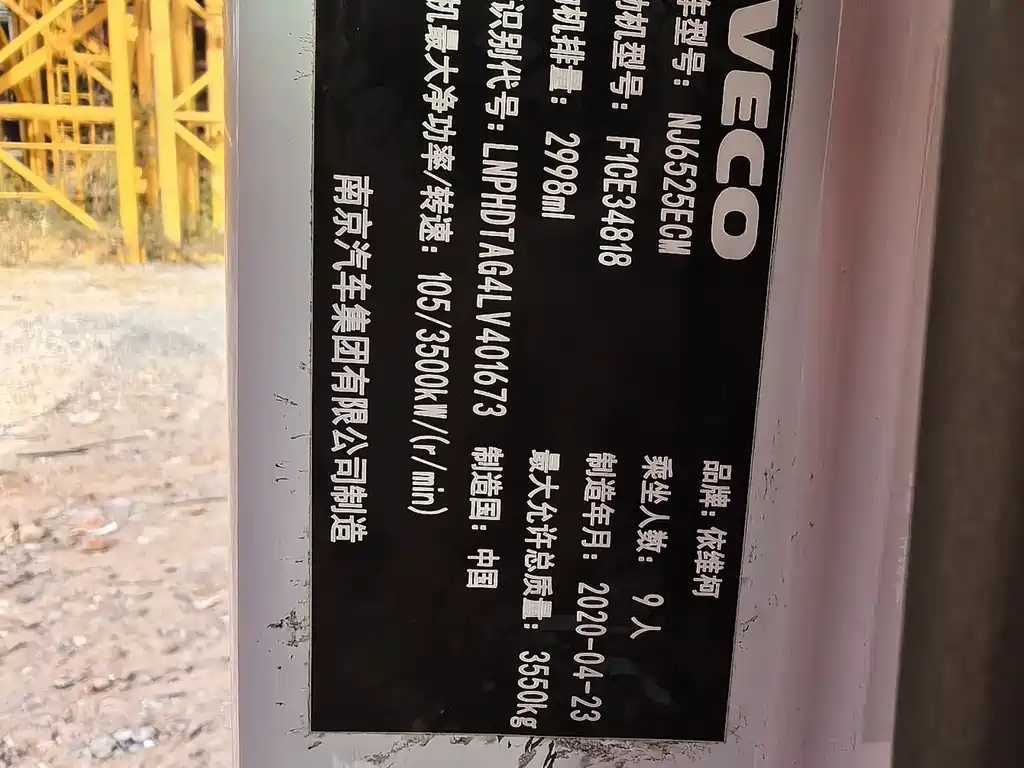 VECO
品牌: 依维柯
车型号: NJ6525ECM 乘坐人数: 9 人
动机型号: F1CE34818 制造年月: 2020-04-23
机排量: 2998ml 最大允许总质量: 3550kg
识别代号: LNPHDTAG4LV401673 制造国: 中国
机最大净功率/转速: 105/3500kW/(r/min)
南京汽车集团有限公司制造